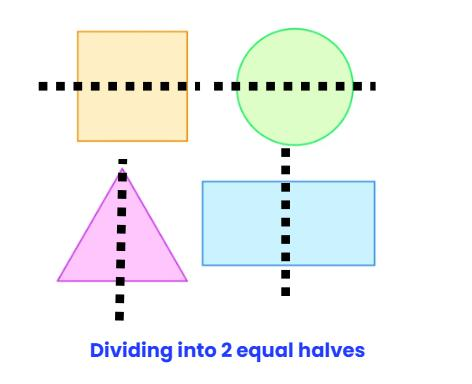 Dividing into 2 equal halves